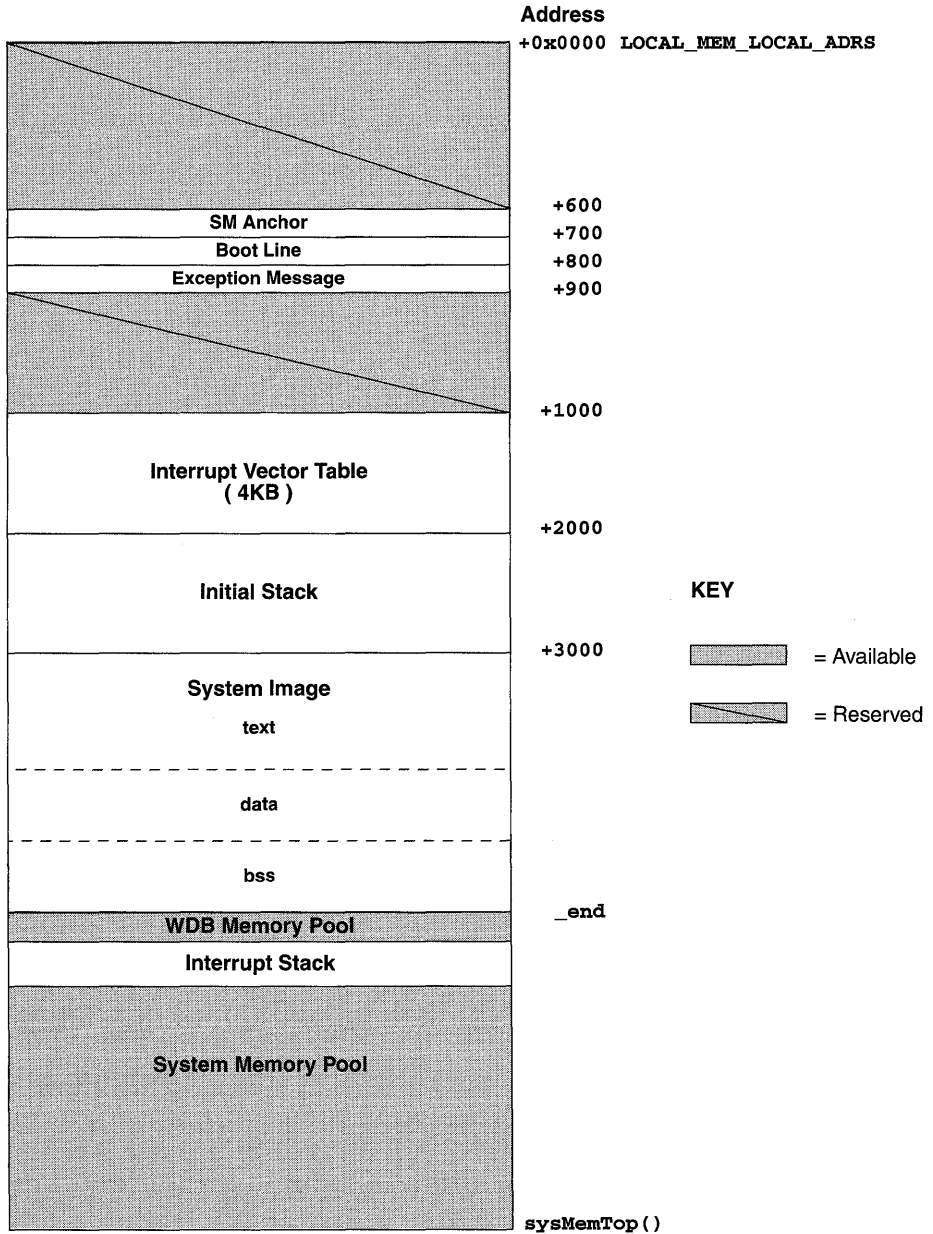 Address
+0x0000 LOCAL_MEM_LOCAL_ADRS
+600
SM Anchor
+700
Boot Line
+800
Exception Message
+900
+1000
Interrupt Vector Table
( 4KB )
+2000
Initial Stack
+3000
System Image
text
data
bss
_end
WDB Memory Pool
Interrupt Stack
System Memory Pool
sysMemTop()
KEY
= Available
= Reserved